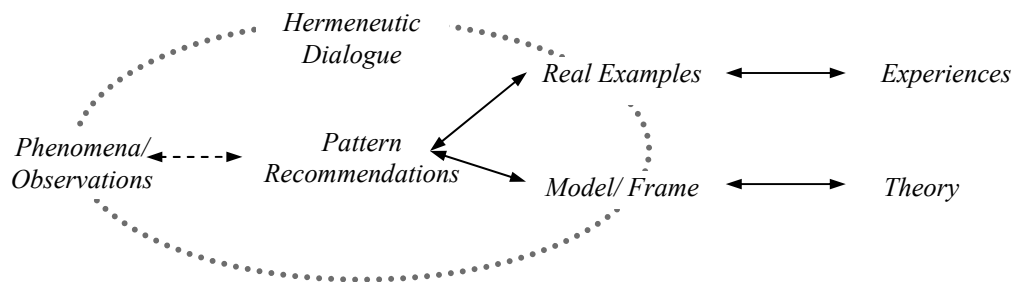 Hermeneutic
Dialogue
Real Examples
Experiences
Phenomena/
Observations
Pattern
Recommendations
Model/ Frame
Theory